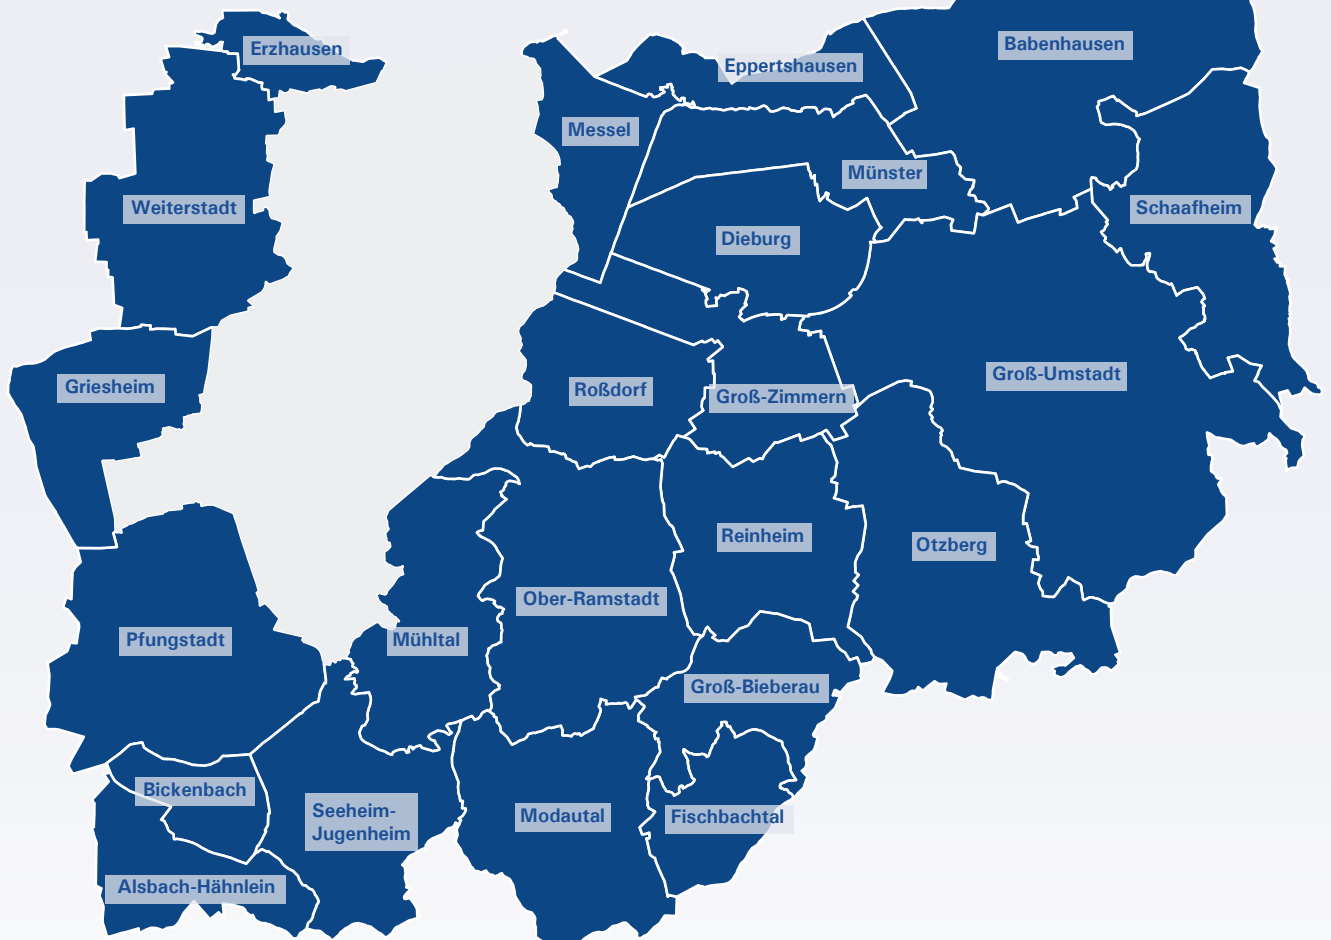 Erzhausen
Babenhausen
Eppertshausen
Messel
Münster
Weiterstadt
Schaafheim
Dieburg
Groß-Umstadt
Griesheim
Roßdorf
Groß-Zimmern
Reinheim
Otzberg
Ober-Ramstadt
Pfungstadt
Mühltal
Groß-Bieberau
Bickenbach
Seeheim-
Jugenheim
Modautal
Fischbachtal
Alsbach-Hähnlein